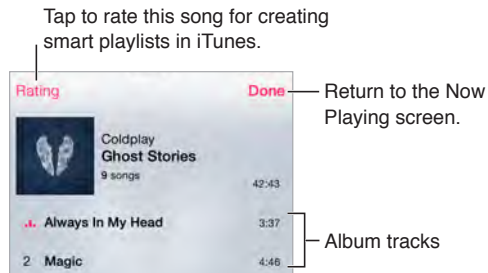 Tap to rate this song for creating
smart playlists in iTunes.
Rating
Done
Return to the Now
Playing screen.
Coldplay
Ghost Stories
9 songs
42:43
Always In My Head
3:37
Album tracks
2 Magic
4:46